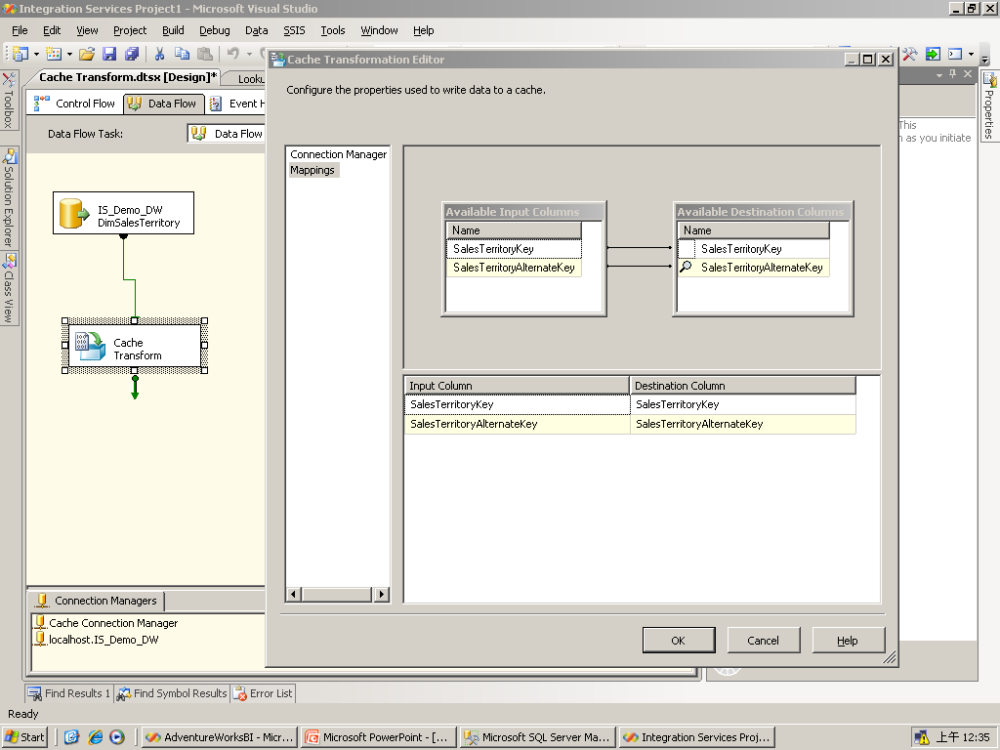 Integration Services Project1 - Microsoft Visual Studio
File Edit View Project Build Debug Data SSIS Tools Window Help
Cache Transform.dtsx [Design]*
Cache Transformation Editor
Configure the properties used to write data to a cache.
Control Flow
Data Flow
Event H
Data Flow Task:
Data Flow
Toolbox
Solution Explorer
Class View
Properties
This
as you initiate
IS_Demo_DW
DimSalesTerritory
Cache
Transform
Connection Manager
Mappings
Available Input Columns
Name
SalesTerritoryKey
SalesTerritoryAlternateKey
Available Destination Columns
Name
SalesTerritoryKey
SalesTerritoryAlternateKey
Input Column Destination Column
SalesTerritoryKey SalesTerritoryKey
SalesTerritoryAlternateKey SalesTerritoryAlternateKey
Connection Managers
Cache Connection Manager
localhost.IS_Demo_DW
OK Cancel Help
Find Results 1 Find Symbol Results Error List
Ready
Start AdventureWorksBI - Micr... Microsoft PowerPoint - [... Microsoft SQL Server Ma... Integration Services Proj... 上午 12:35